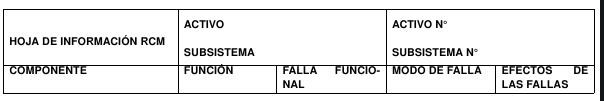 HOJA DE INFORMACIÓN RCM
ACTIVO
SUBSISTEMA
ACTIVO N°
SUBSISTEMA N°
COMPONENTE
FUNCIÓN
FALLA FUNCIO-
NAL
MODO DE FALLA
EFECTOS DE
LAS FALLAS